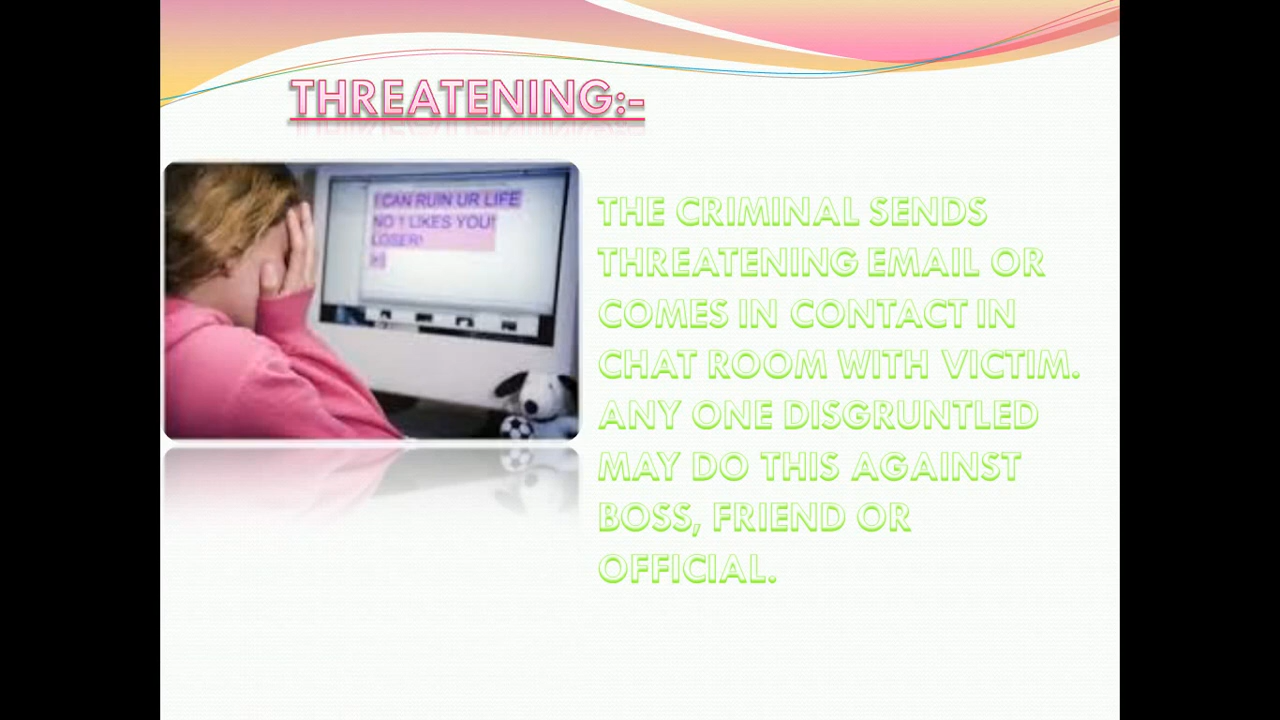 THREATENING:-
I CAN RUIN UR LIFE
NO 1 LIKES YOU!
LOSER!
THE CRIMINAL SENDS
THREATENING EMAIL OR
COMES IN CONTACT IN
CHAT ROOM WITH VICTIM.
ANY ONE DISGRUNTLED
MAY DO THIS AGAINST
BOSS, FRIEND OR
OFFICIAL.